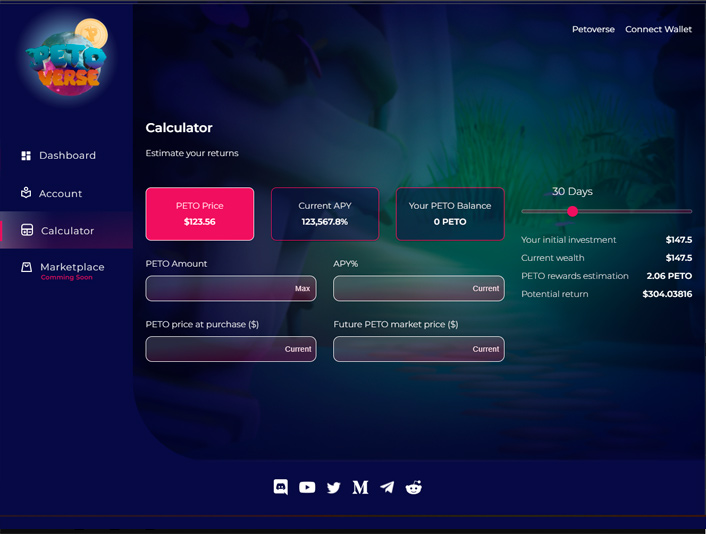 PETO
VERSE
Petoverse Connect Wallet
Dashboard
Account
Calculator
Marketplace
Comming Soon
Calculator
Estimate your returns
PETO Price
$123.56
Current APY
123,567.8%
Your PETO Balance
0 PETO
PETO Amount
Max
APY%
Current
PETO price at purchase ($)
Current
Future PETO market price ($)
Current
30 Days
Your initial investment $147.5
Current wealth $147.5
PETO rewards estimation 2.06 PETO
Potential return $304.03816